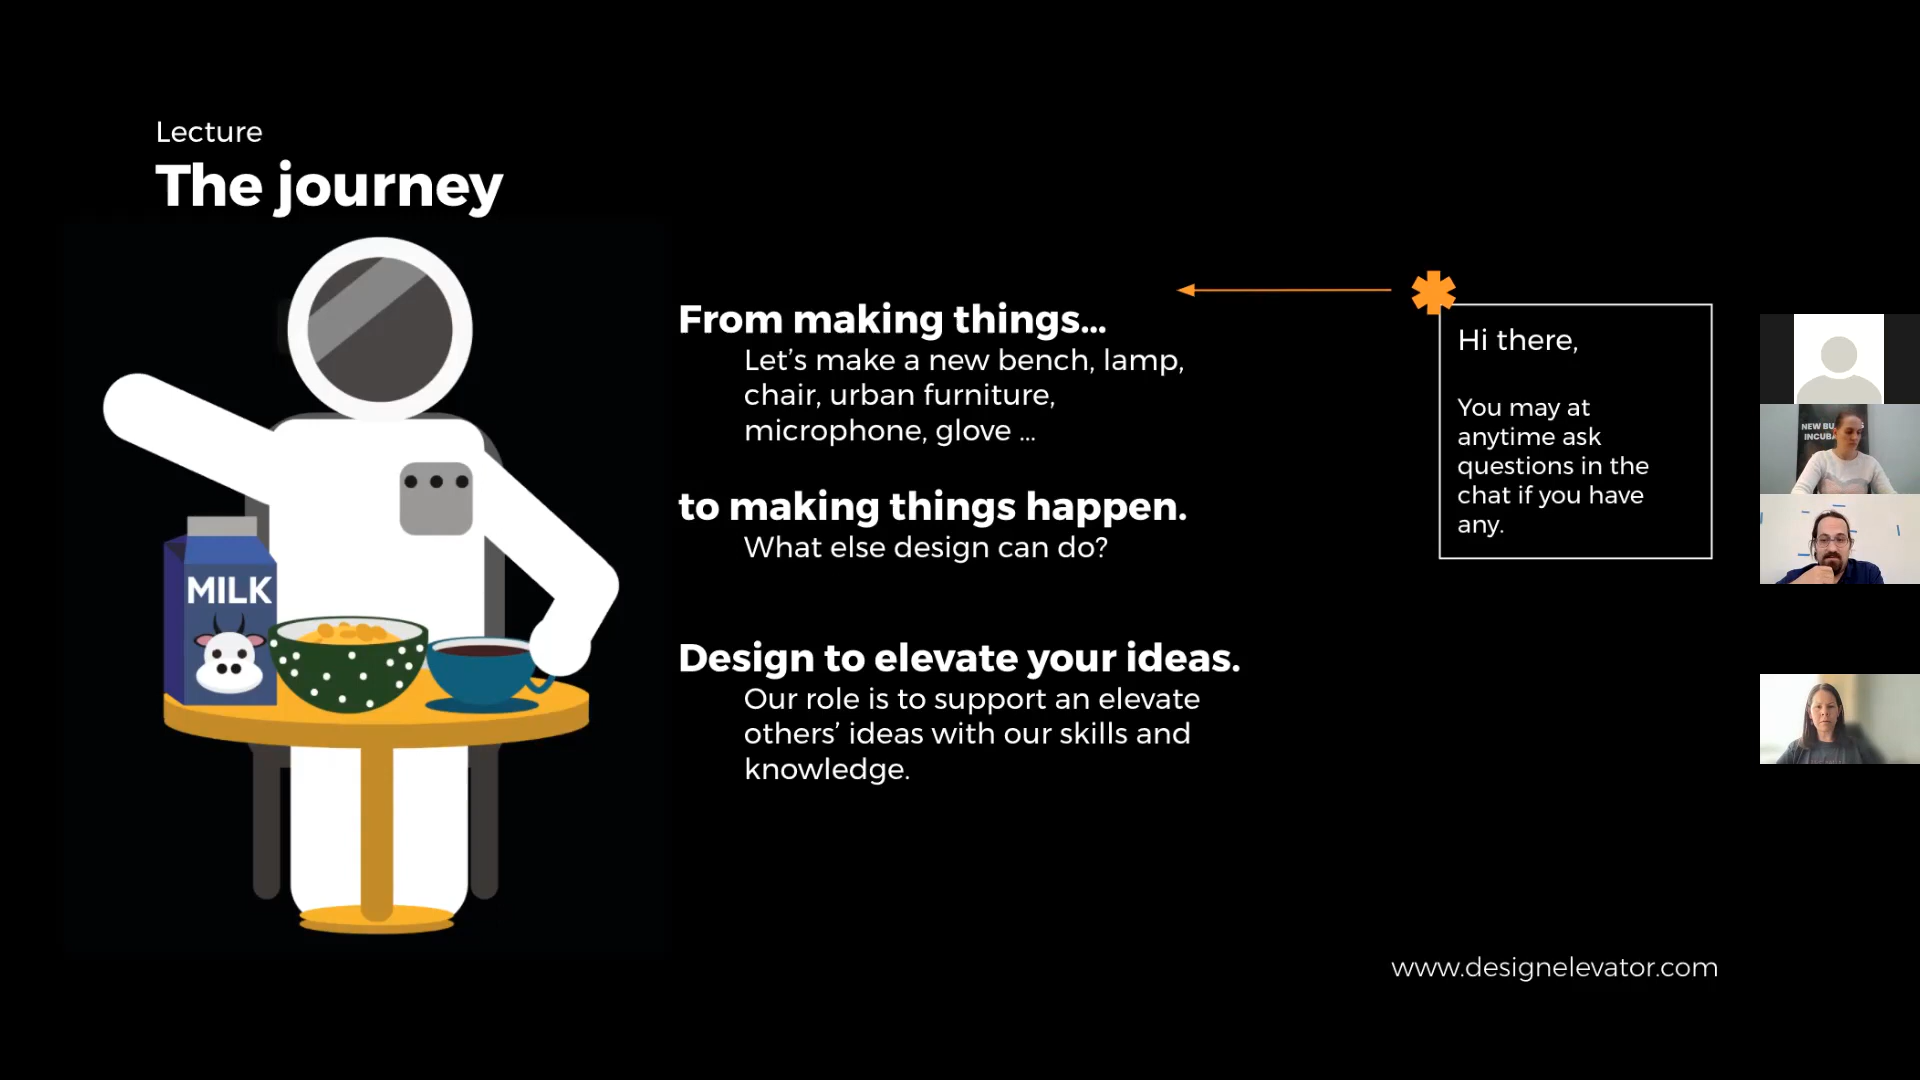 Lecture
The journey
From making things...
Let’s make a new bench, lamp,
chair, urban furniture,
microphone, glove ...
to making things happen.
What else design can do?
Design to elevate your ideas.
Our role is to support an elevate
others’ ideas with our skills and
knowledge.
Hi there,
You may at
anytime ask
questions in the
chat if you have
any.
MILK
www.designelevator.com